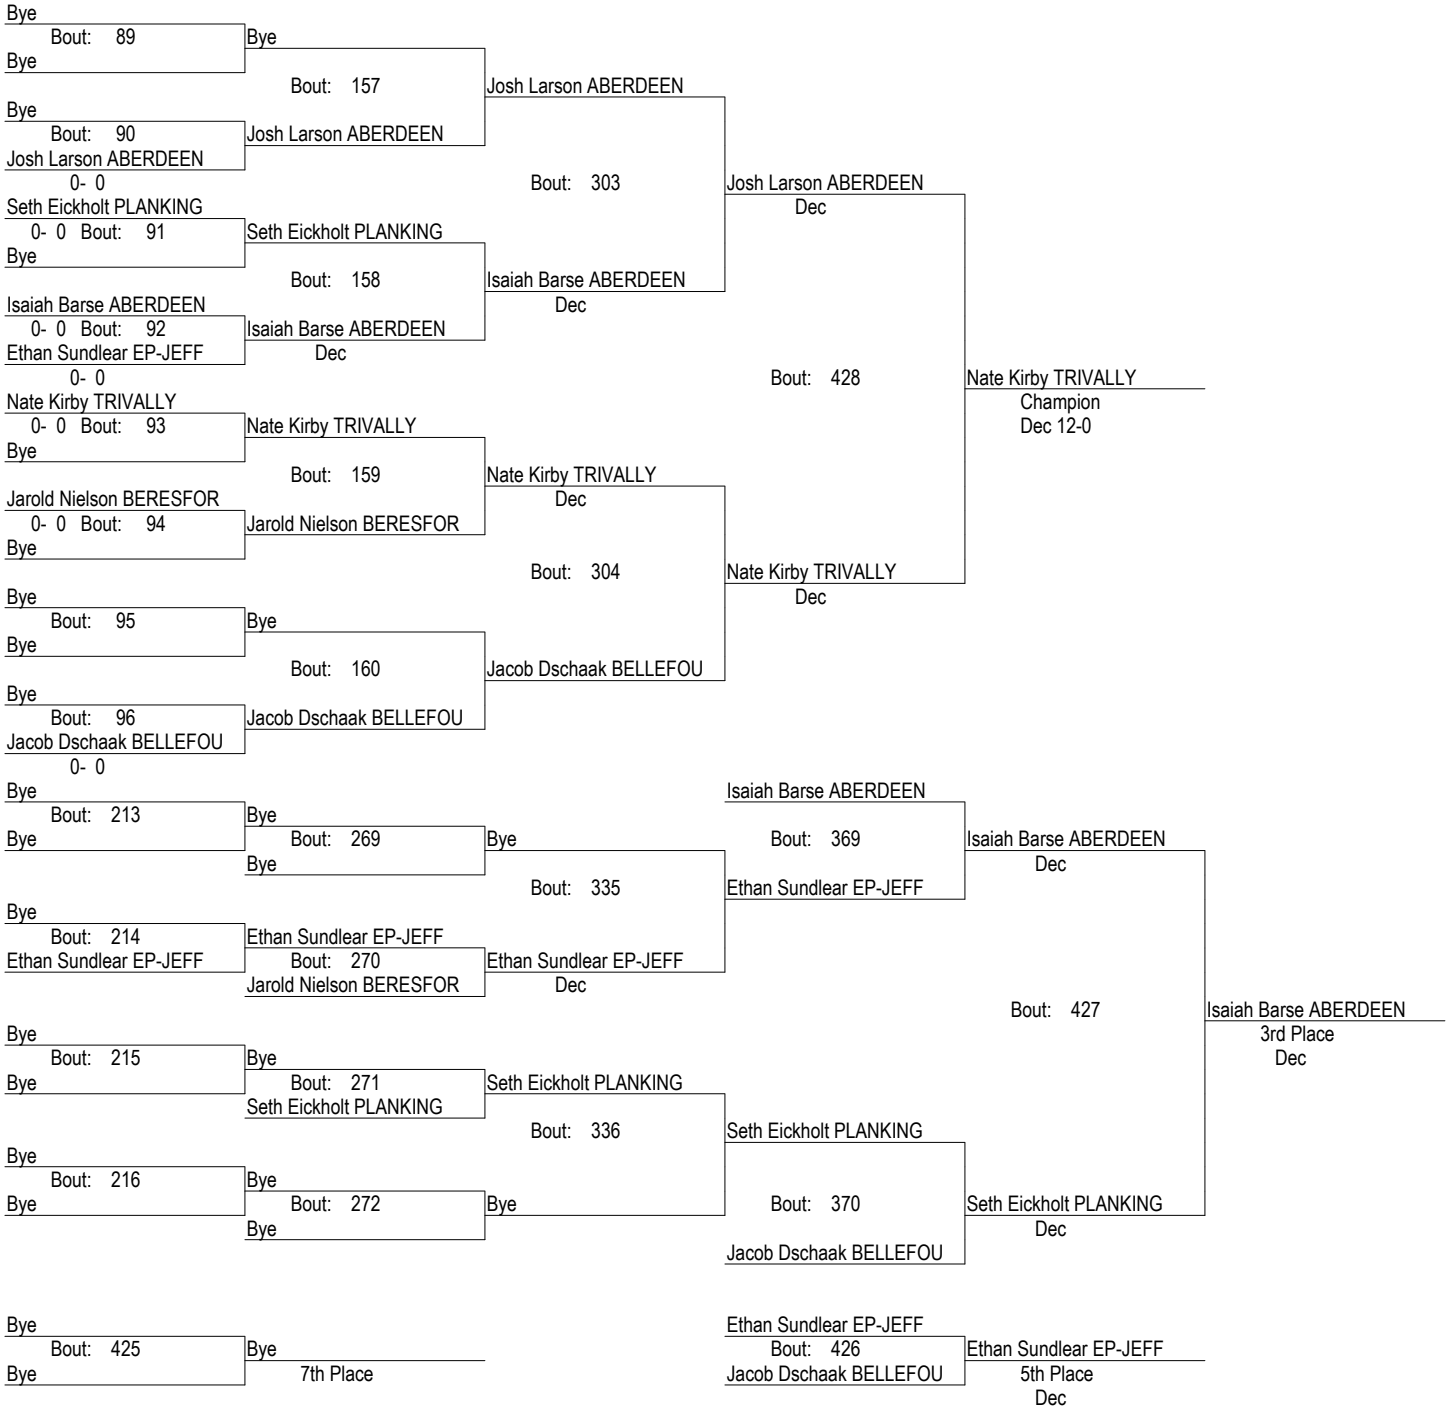 Bye
Bout: 89 Bye
Bye
Bout: 157 Josh Larson ABERDEEN
Bye
Bout: 90 Josh Larson ABERDEEN
Josh Larson ABERDEEN
0- 0 Bout: 303 Josh Larson ABERDEEN
Seth Eickholt PLANKING Dec
0- 0 Bout: 91 Seth Eickholt PLANKING
Bye
Bout: 158 Isaiah Barse ABERDEEN
Isaiah Barse ABERDEEN Dec
0- 0 Bout: 92 Isaiah Barse ABERDEEN
Ethan Sundlear EP-JEFF Dec
0- 0 Bout: 428 Nate Kirby TRIVALLY
Nate Kirby TRIVALLY Champion
0- 0 Bout: 93 Nate Kirby TRIVALLY Dec 12-0
Bye
Bout: 159 Nate Kirby TRIVALLY
Jarold Nielson BERESFOR Dec
0- 0 Bout: 94 Jarold Nielson BERESFOR
Bye
Bout: 304 Nate Kirby TRIVALLY
Bye Dec
Bout: 95 Bye
Bye
Bout: 160 Jacob Dschaak BELLEFOU
Bye
Bout: 96 Jacob Dschaak BELLEFOU
Jacob Dschaak BELLEFOU
0- 0
Bye Isaiah Barse ABERDEEN
Bout: 213 Bye
Bye Bout: 269 Bye Bout: 369 Isaiah Barse ABERDEEN
Bye Dec
Bout: 335 Ethan Sundlear EP-JEFF
Bye
Bout: 214 Ethan Sundlear EP-JEFF
Ethan Sundlear EP-JEFF Bout: 270 Ethan Sundlear EP-JEFF
Jarold Nielson BERESFOR Dec
Bout: 427 Isaiah Barse ABERDEEN
Bye 3rd Place
Bout: 215 Bye Dec
Bye Bout: 271 Seth Eickholt PLANKING
Seth Eickholt PLANKING
Bout: 336 Seth Eickholt PLANKING
Bye
Bout: 216 Bye
Bye Bout: 272 Bye Bout: 370 Seth Eickholt PLANKING
Bye Dec
Jacob Dschaak BELLEFOU
Bye Ethan Sundlear EP-JEFF
Bout: 425 Bye Bout: 426 Ethan Sundlear EP-JEFF
Bye 7th Place Jacob Dschaak BELLEFOU 5th Place
Dec